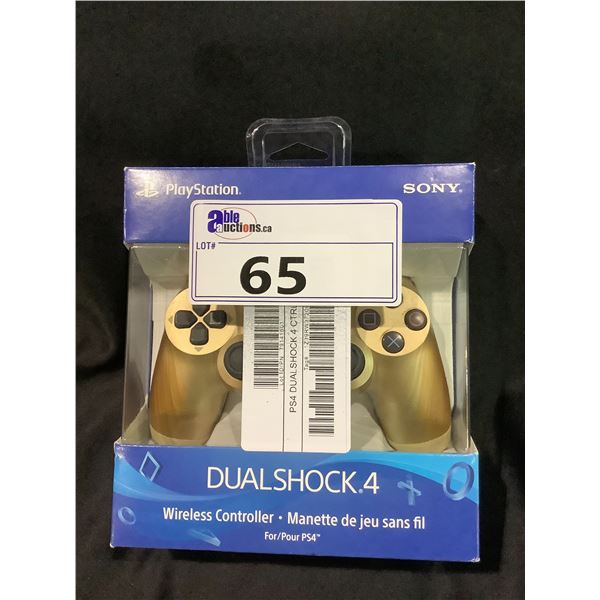 PlayStation.
SONY
able
auctions.ca
LOT#
65
PS4 DUALSHOCK 4 CTR
DUALSHOCK.4
Wireless Controller • Manette de jeu sans fil
For/Pour PS4™